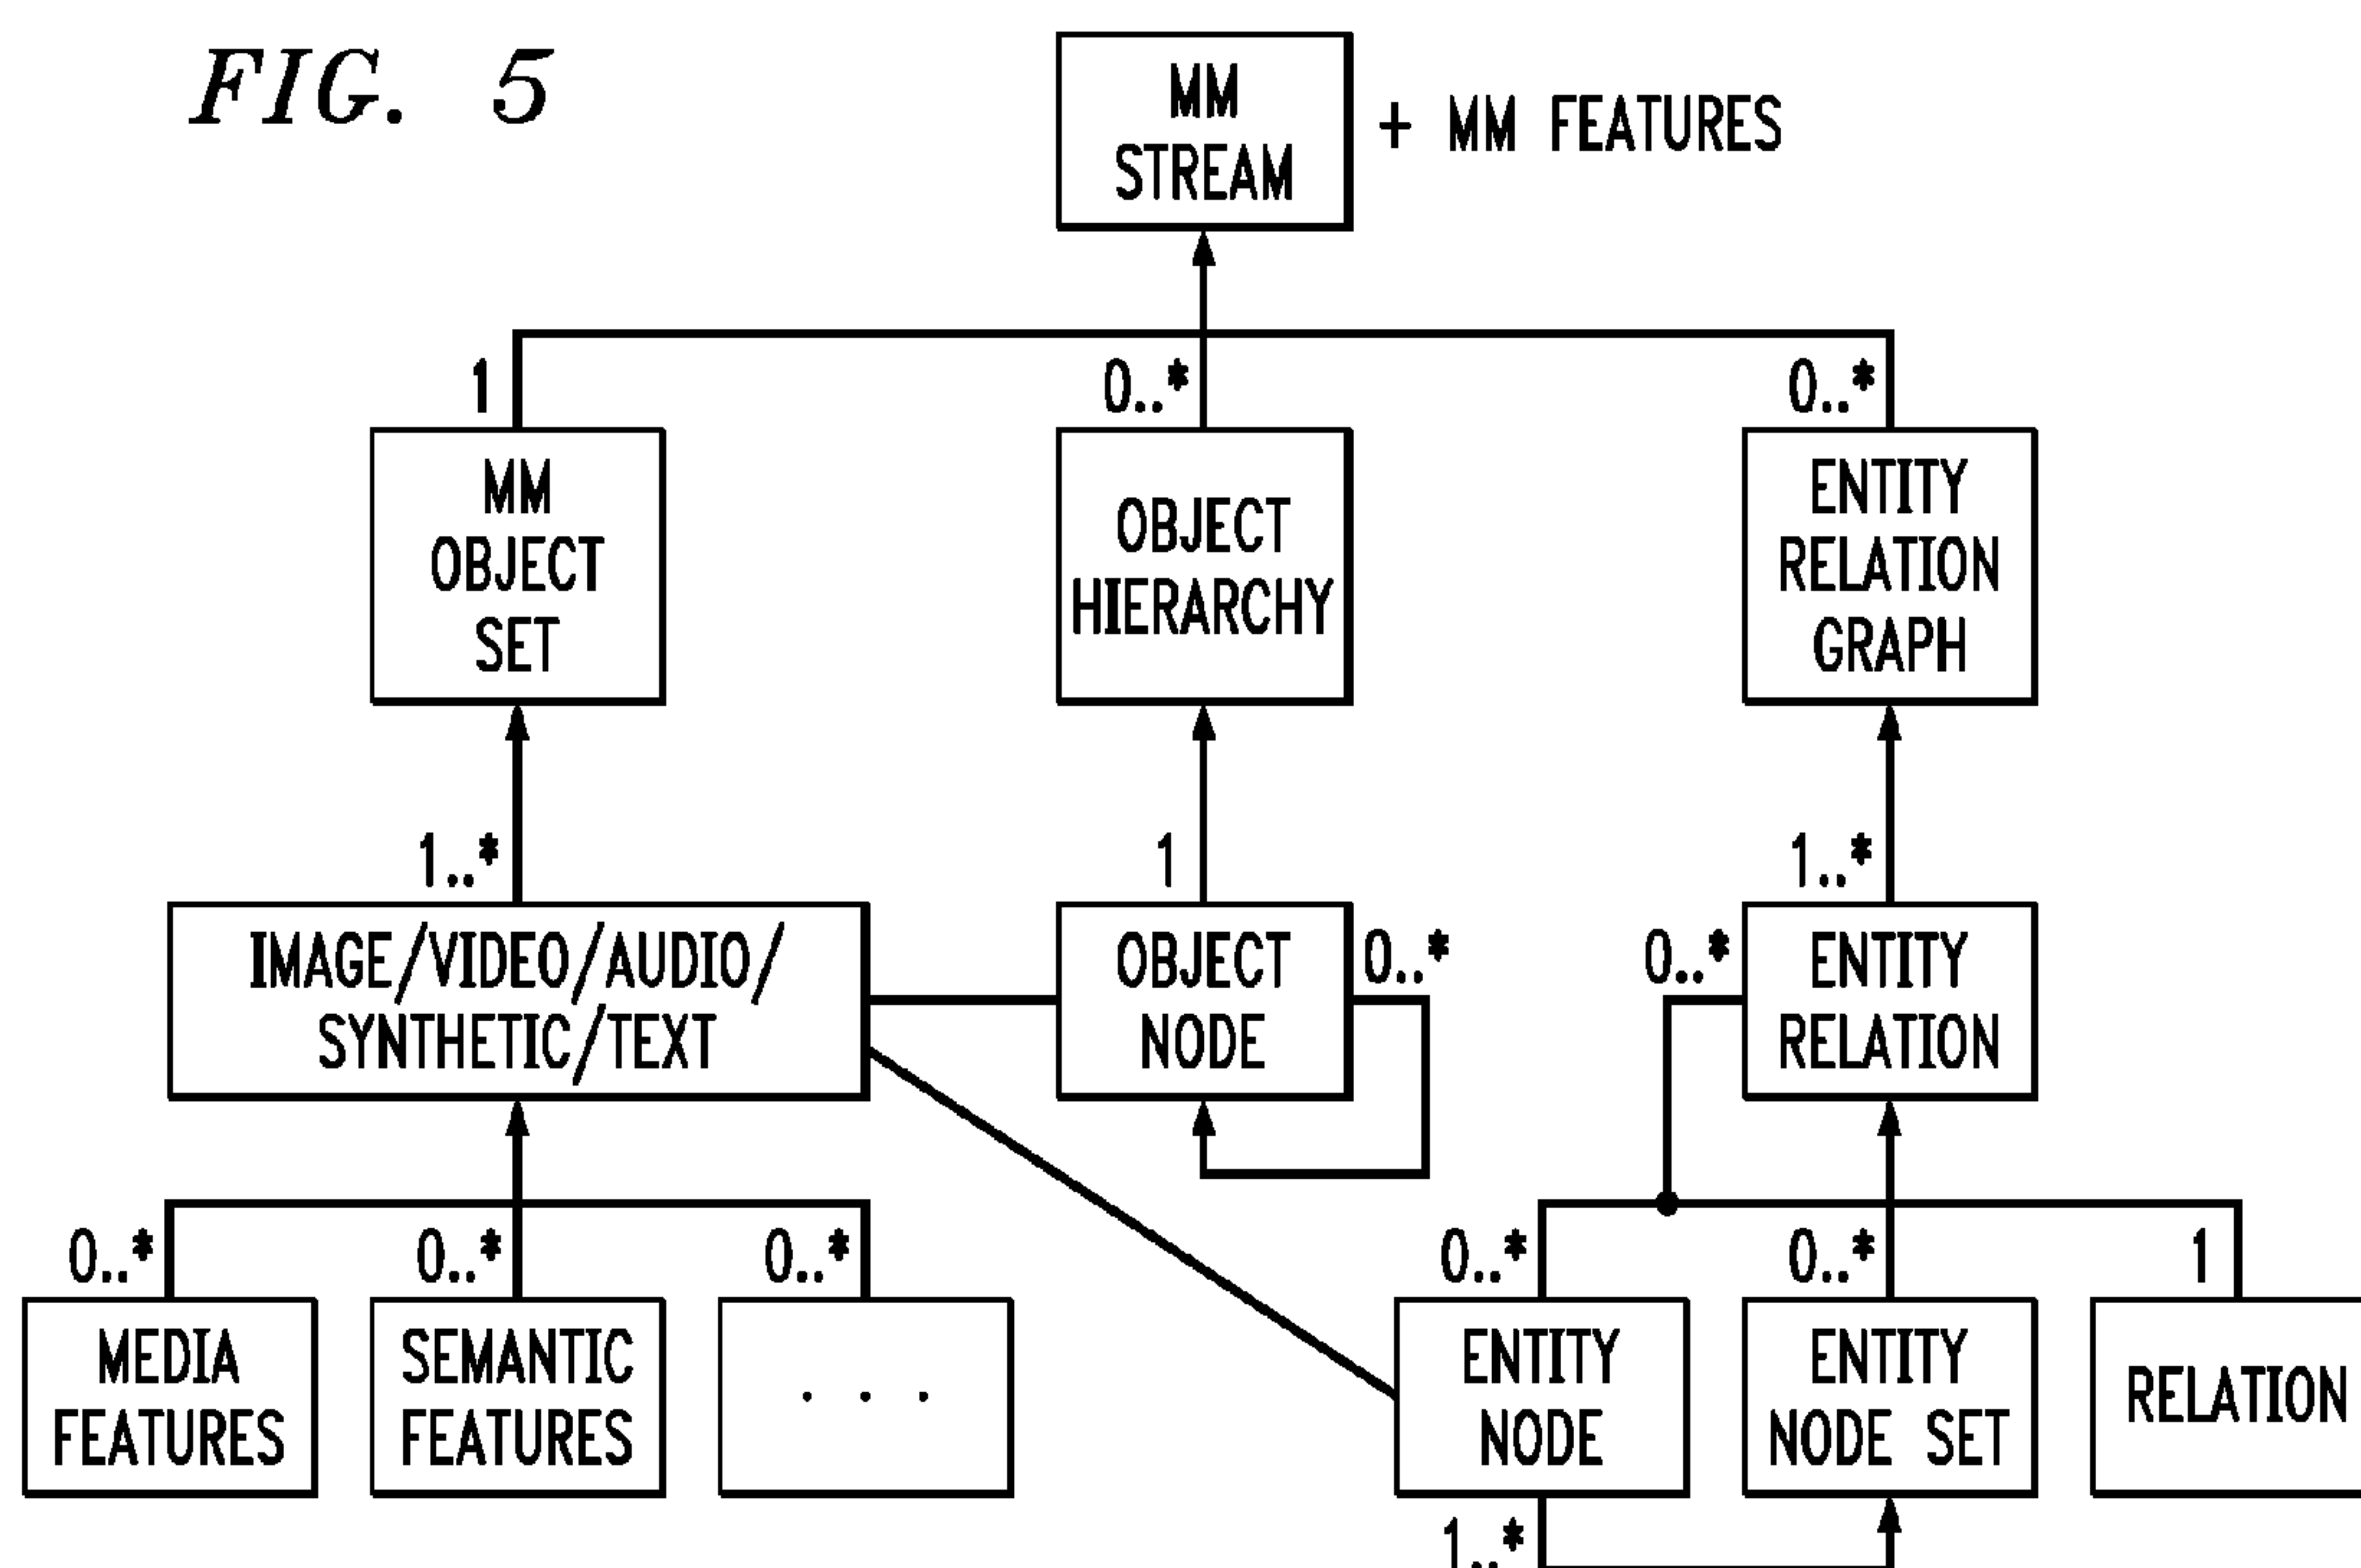 FIG. 5
MM
STREAM
+ MM FEATURES
1
0..*
0..*
MM
OBJECT
SET
OBJECT
HIERARCHY
ENTITY
RELATION
GRAPH
1..*
1
1..*
IMAGE/VIDEO/AUDIO/
SYNTHETIC/TEXT
OBJECT
NODE
0..*
0..*
ENTITY
RELATION
0..*
0..*
0..*
0..*
0..*
1
MEDIA
FEATURES
SEMANTIC
FEATURES
. . .
ENTITY
NODE
ENTITY
NODE SET
RELATION
1..*